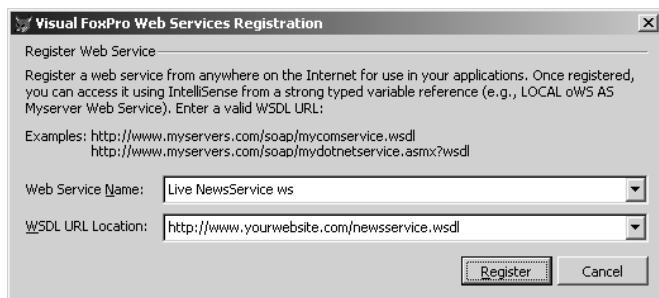 Visual FoxPro Web Services Registration
Register Web Service
Register a web service from anywhere on the Internet for use in your applications. Once registered,
you can access it using IntelliSense from a strong typed variable reference (e.g., LOCAL oWS AS
Myserver Web Service). Enter a valid WSDL URL:
Examples: http://www.myservers.com/soap/mycomservice.wsdl
http://www.myservers.com/soap/mydotnetservice.asmx?wsdl
Web Service Name: Live NewsService ws
WSDL URL Location: http://www.yourwebsite.com/newsservice.wsdl
Register Cancel